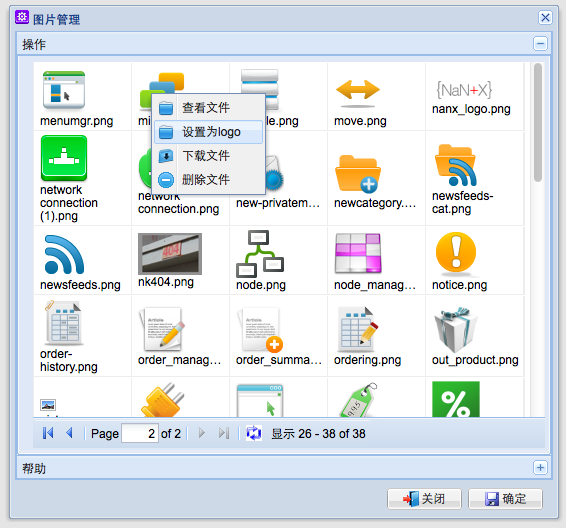 图片管理
操作
menumgr.png
move.png
{NaN+X}
nanx_logo.png
查看文件
设置为logo
下载文件
删除文件
network
connection
(1).png
network
connection.png
new-privatem...
newcategory....
newsfeeds-
cat.png
newsfeeds.png
404
nk404.png
node.png
node_manag...
notice.png
order-
history.png
Article
order_manag...
Article
order_summa...
ordering.png
out_product.png
Page 2 of 2
显示 26 - 38 of 38
帮助
关闭
确定